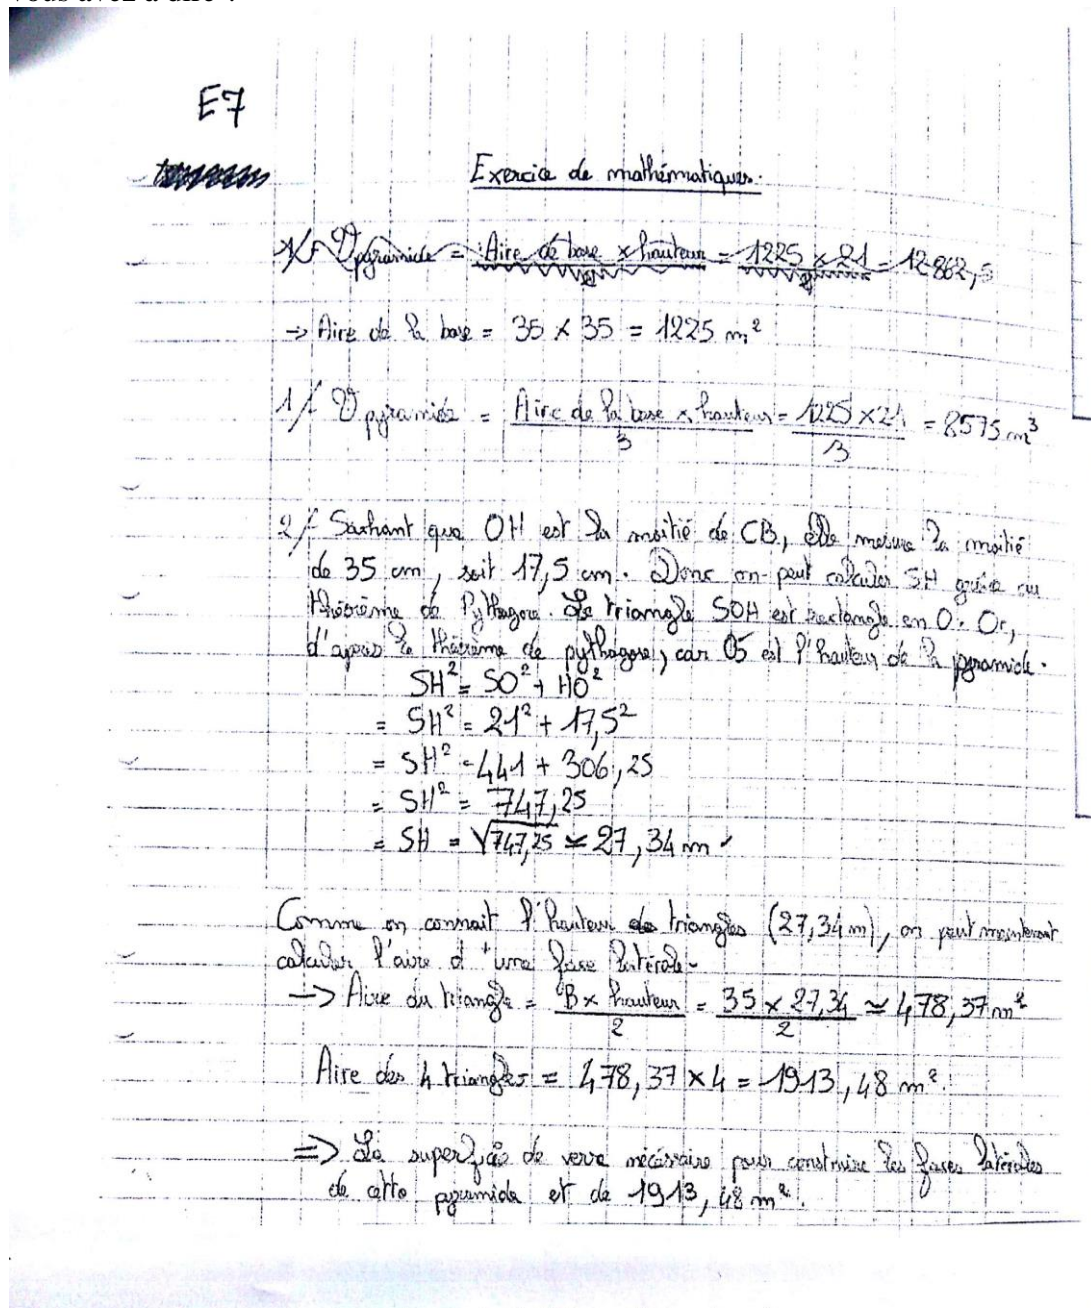 vous avez à dire ?
E7
Exercice de mathématiques.
1/- V pyramide = Aire de base x hauteur / 2 = 1225 x 21 / 2 = 12 862,5
-> Aire de la base = 35 x 35 = 1225 m²
1/- V pyramide = Aire de la base x hauteur / 3 = 1225 x 21 / 3 = 8575 m³
2/- Sachant que OH est la moitié de CB, elle mesure la moitié
de 35 cm, soit 17,5 cm. Donc on peut calculer SH grâce au
théorème de Pythagore. Le triangle SOH est rectangle en O. Or,
d'après le théorème de pythagore, car OS est l'hauteur de la pyramide.
SH² = SO² + HO²
= SH² = 21² + 17,5²
= SH² = 441 + 306,25
= SH² = 747,25
= SH = √747,25 ≃ 27,34 m
Comme on connait l'hauteur des triangles (27,34 m), on peut maintenant
calculer l'aire d'une face latérale.
-> Aire du triangle = B x hauteur / 2 = 35 x 27,34 / 2 ≃ 478,37 m²
Aire des 4 triangles = 478,37 x 4 = 1913,48 m².
=> La superficie de verre nécessaire pour construire les faces latérales
de cette pyramide et de 1913,48 m².